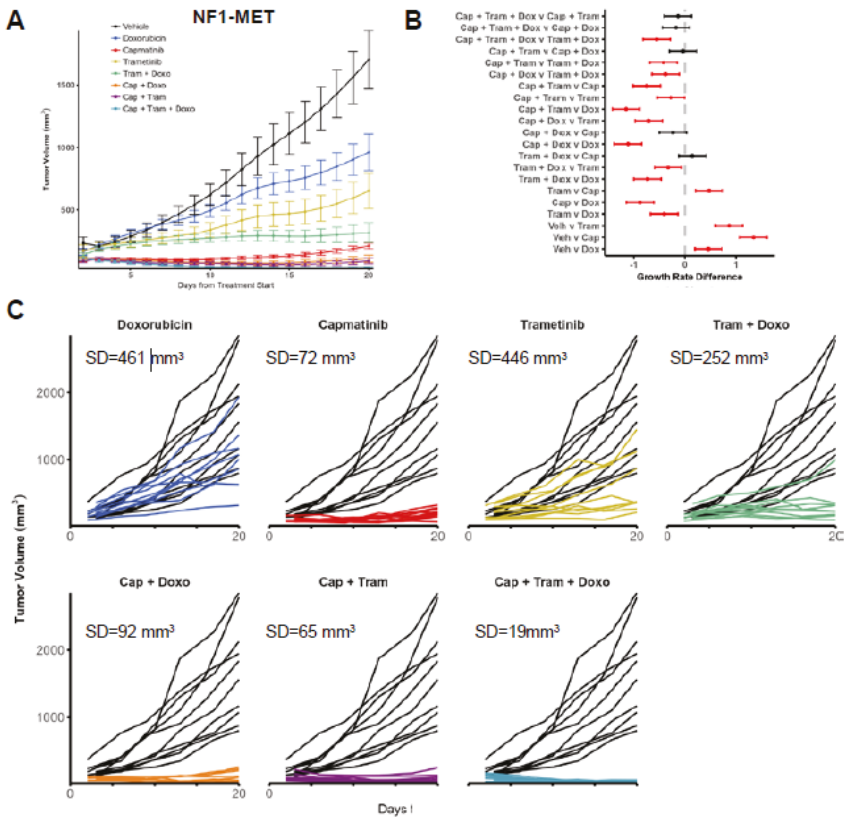 A
NF1-MET
Vehicle
Doxorubicin
Capmatinib
Trametinib
Tram + Doxo
Cap + Doxo
Cap + Tram
Cap + Tram + Doxo
Tumor Volume (mm³)
1500
1000
500
5
10
15
20
Days from Treatment Start
B
Cap + Tram + Dox v Cap + Tram
Cap + Tram + Dox v Cap + Dox
Cap + Tram + Dox v Tram + Dox
Cap + Tram v Cap + Dox
Cap + Tram v Tram + Dox
Cap + Dox v Tram + Dox
Cap + Tram v Cap
Cap + Tram v Tram
Cap + Tram v Dox
Cap + Dox v Tram
Cap + Dox v Cap
Cap + Dox v Dox
Tram + Dox v Cap
Tram + Dox v Tram
Tram + Dox v Dox
Tram v Cap
Cap v Dox
Tram v Dox
Veh v Tram
Veh v Cap
Veh v Dox
-1
0
1
Growth Rate Difference
C
Doxorubicin
SD=461 mm³
Capmatinib
SD=72 mm³
Trametinib
SD=446 mm³
Tram + Doxo
SD=252 mm³
2000
1000
0
20
0
20
0
20
0
Tumor Volume (mm³)
Cap + Doxo
SD=92 mm³
Cap + Tram
SD=65 mm³
Cap + Tram + Doxo
SD=19mm³
2000
1000
0
20
0
20
0
20
Days